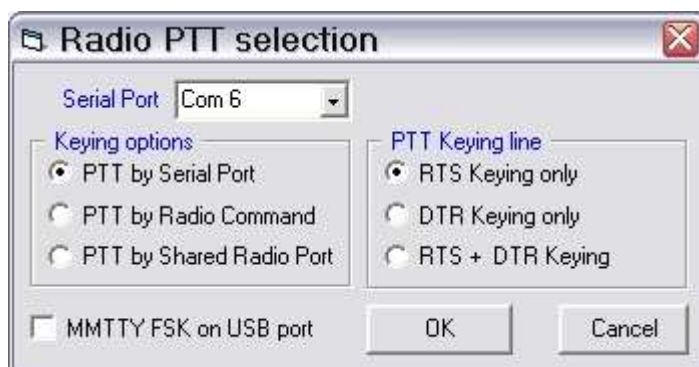 Radio PTT selection
Serial Port Com 6
Keying options
PTT by Serial Port
PTT by Radio Command
PTT by Shared Radio Port
PTT Keying line
RTS Keying only
DTR Keying only
RTS + DTR Keying
MMTTY FSK on USB port
OK
Cancel